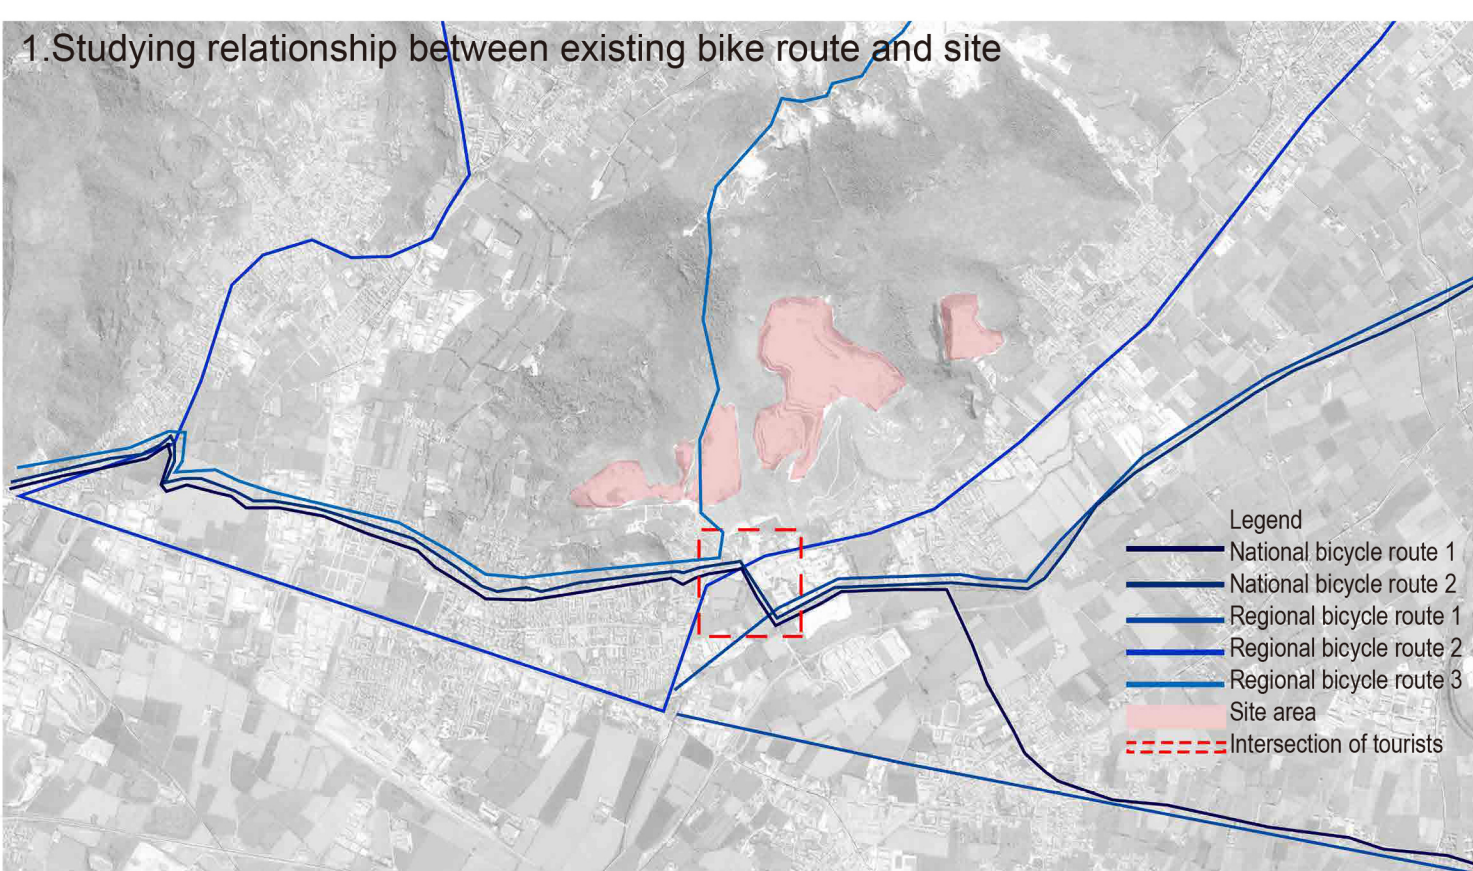 1.Studying relationship between existing bike route and site
Legend
National bicycle route 1
National bicycle route 2
Regional bicycle route 1
Regional bicycle route 2
Regional bicycle route 3
Site area
Intersection of tourists